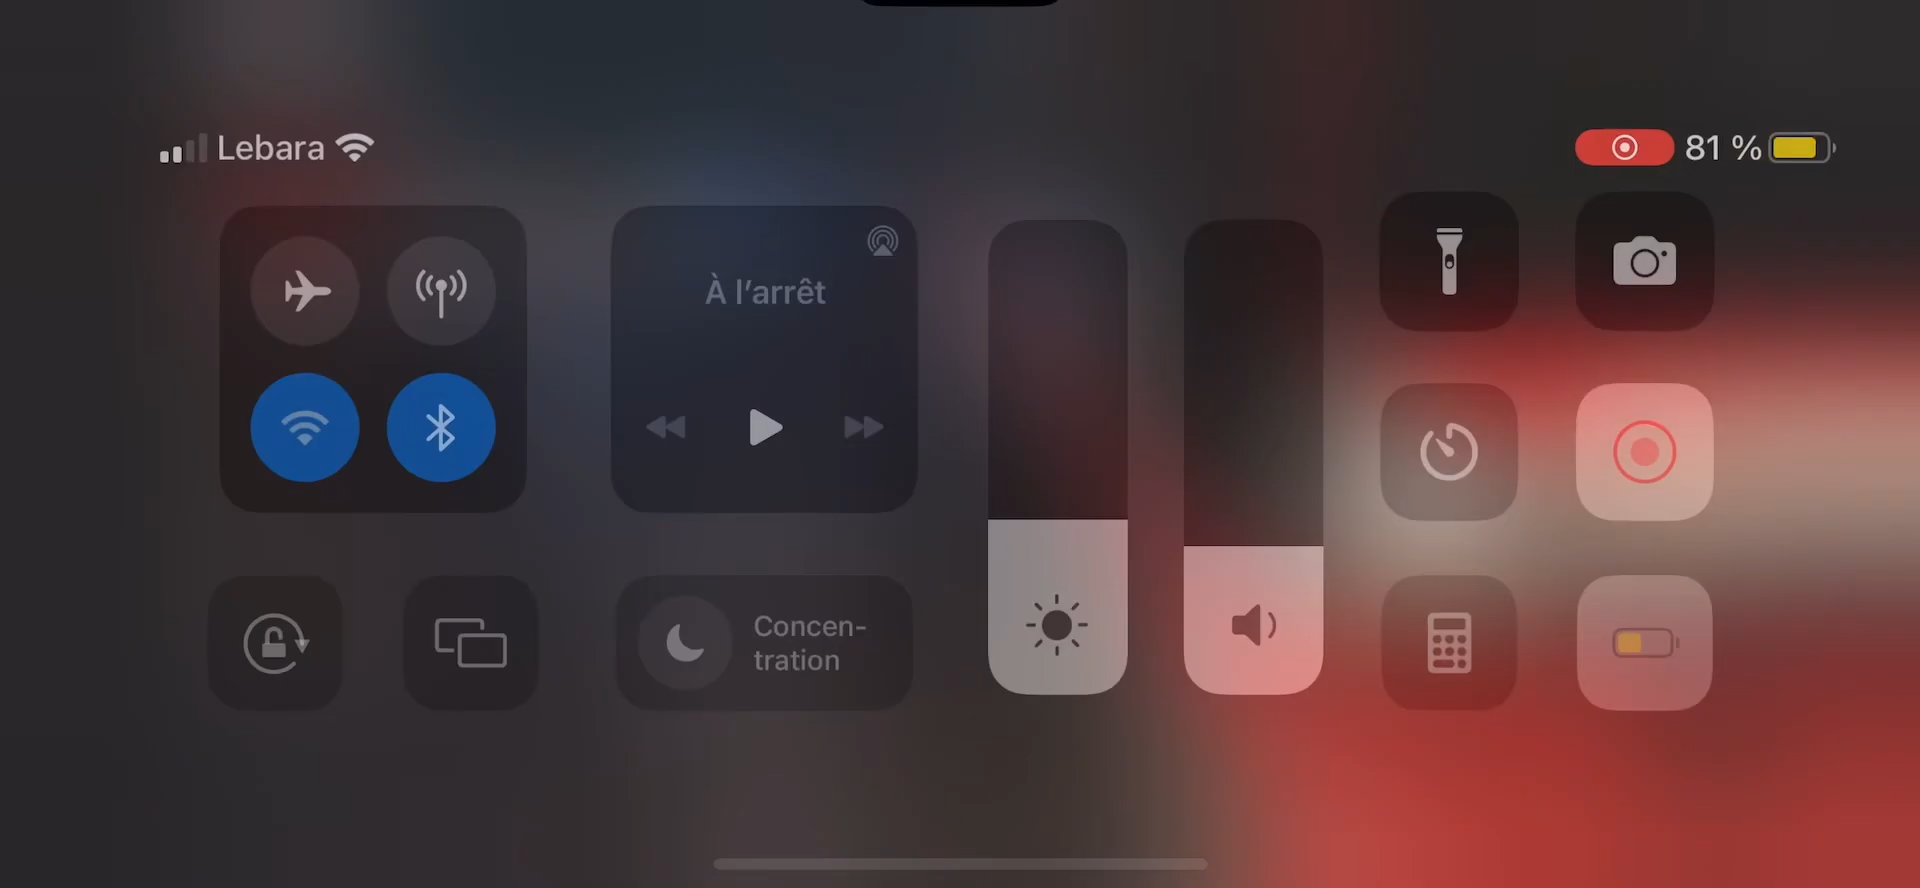 Lebara
81 %
À l’arrêt
Concen-
tration